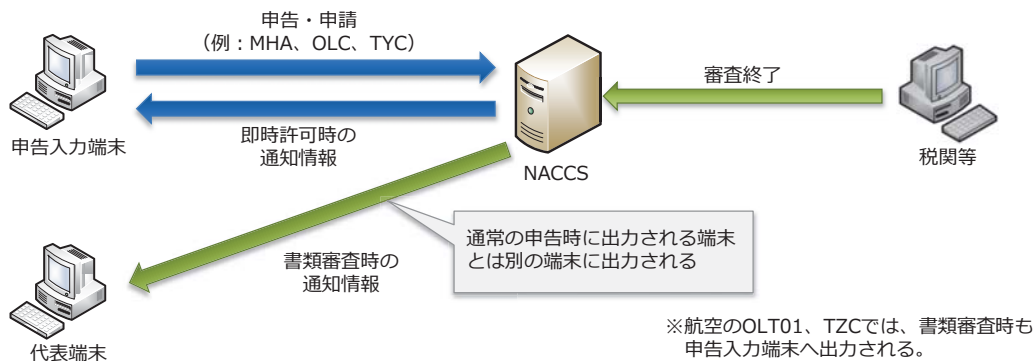 申告・申請
（例：MHA、OLC、TYC）
審査終了
即時許可時の
通知情報
申告入力端末
NACCS
税関等
通常の申告時に出力される端末
とは別の端末に出力される
書類審査時の
通知情報
代表端末
※航空のOLT01、TZCでは、書類審査時も
申告入力端末へ出力される。